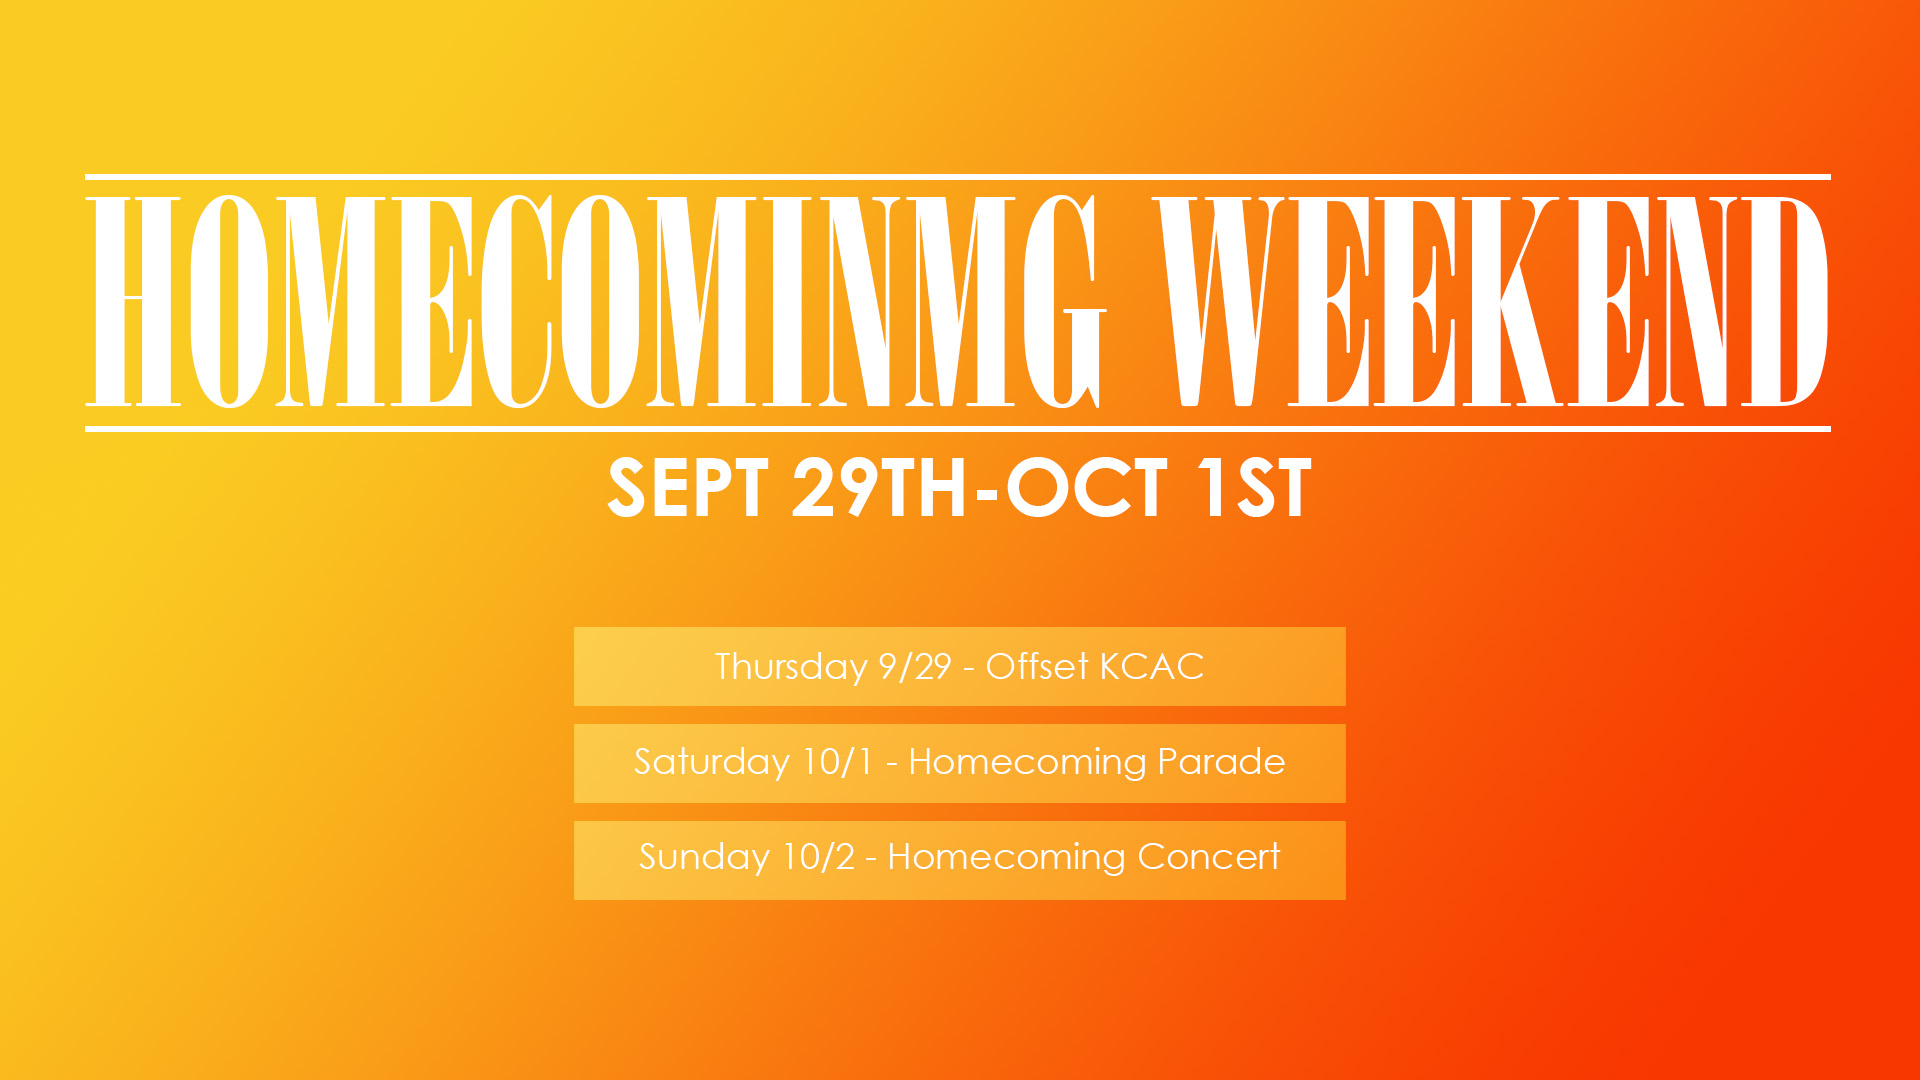 HOMECOMINMG WEEKEND
SEPT 29TH-OCT 1ST
Thursday 9/29 - Offset KCAC
Saturday 10/1 - Homecoming Parade
Sunday 10/2 - Homecoming Concert